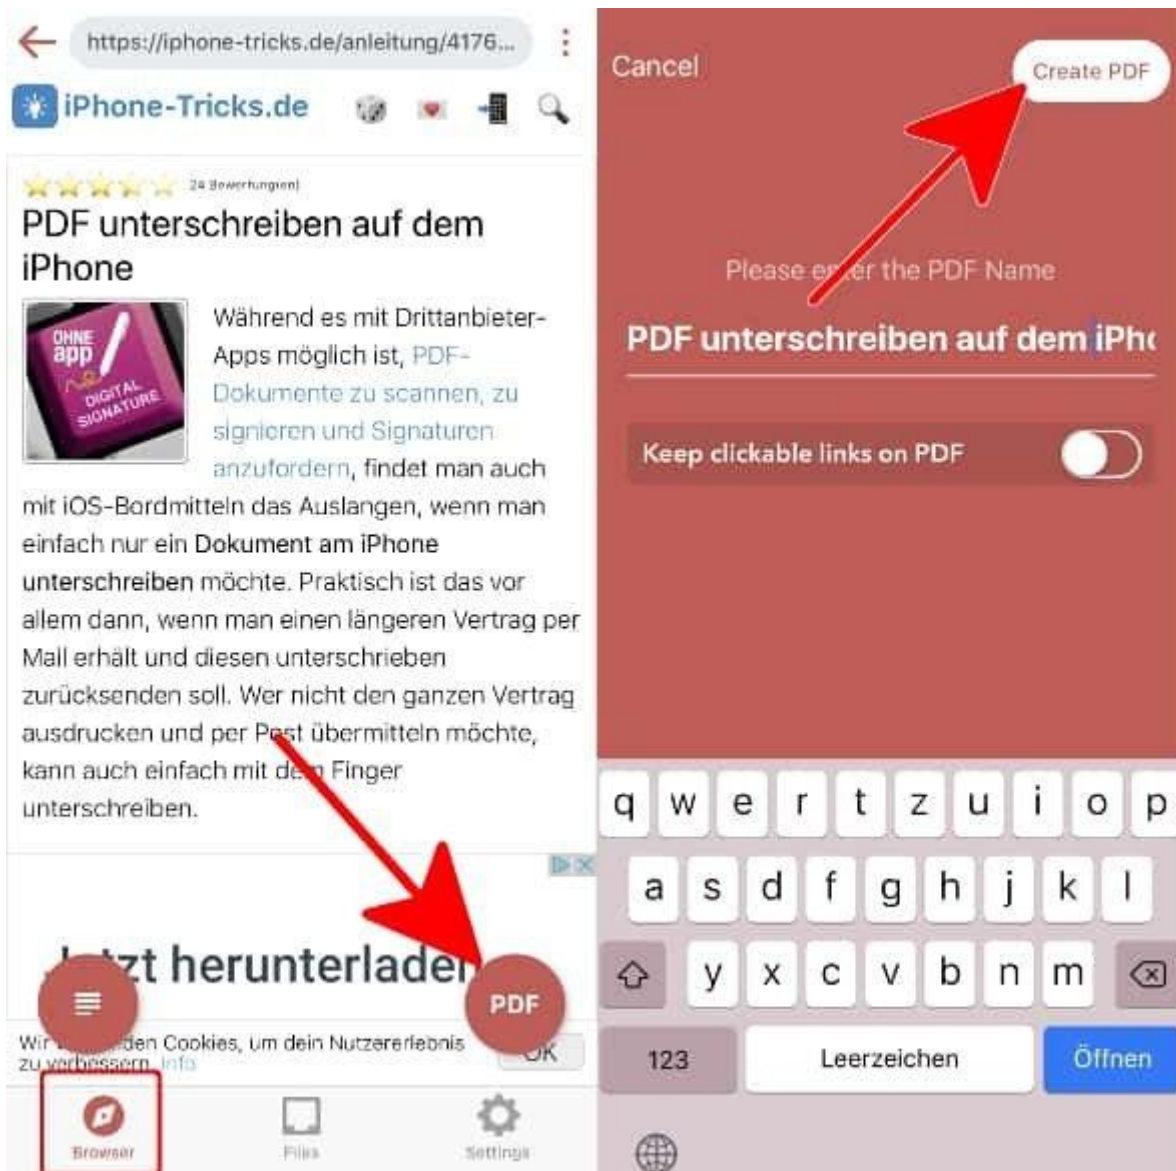 https://iphone-tricks.de/anleitung/4176...
iPhone-Tricks.de
24 Bewertung(en)
PDF unterschreiben auf dem
iPhone
OHNE
app
DIGITAL
SIGNATURE
Während es mit Drittanbieter-
Apps möglich ist, PDF-
Dokumente zu scannen, zu
signieren und Signaturen
anzufordern, findet man auch
mit iOS-Bordmitteln das Auslangen, wenn man
einfach nur ein Dokument am iPhone
unterschreiben möchte. Praktisch ist das vor
allem dann, wenn man einen längeren Vertrag per
Mail erhält und diesen unterschrieben
zurücksenden soll. Wer nicht den ganzen Vertrag
ausdrucken und per Post übermitteln möchte,
kann auch einfach mit dem Finger
unterschreiben.
herunterladen
PDF
Wir den Cookies, um dein Nutzererlebnis
zu verbessern. Info
OK
Browser
Files
Settings
Cancel
Create PDF
Please enter the PDF Name
PDF unterschreiben auf dem iPho
Keep clickable links on PDF
q w e r t z u i o p
a s d f g h j k l
y x c v b n m
123
Leerzeichen
Öffnen